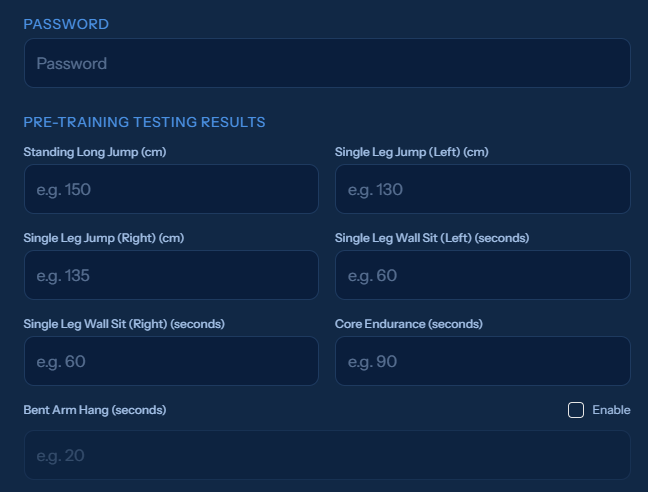 PASSWORD
Password
PRE-TRAINING TESTING RESULTS
Standing Long Jump (cm)
Single Leg Jump (Left) (cm)
e.g. 150
e.g. 130
Single Leg Jump (Right) (cm)
Single Leg Wall Sit (Left) (seconds)
e.g. 135
e.g. 60
Single Leg Wall Sit (Right) (seconds)
Core Endurance (seconds)
e.g. 60
e.g. 90
Bent Arm Hang (seconds)
Enable
e.g. 20